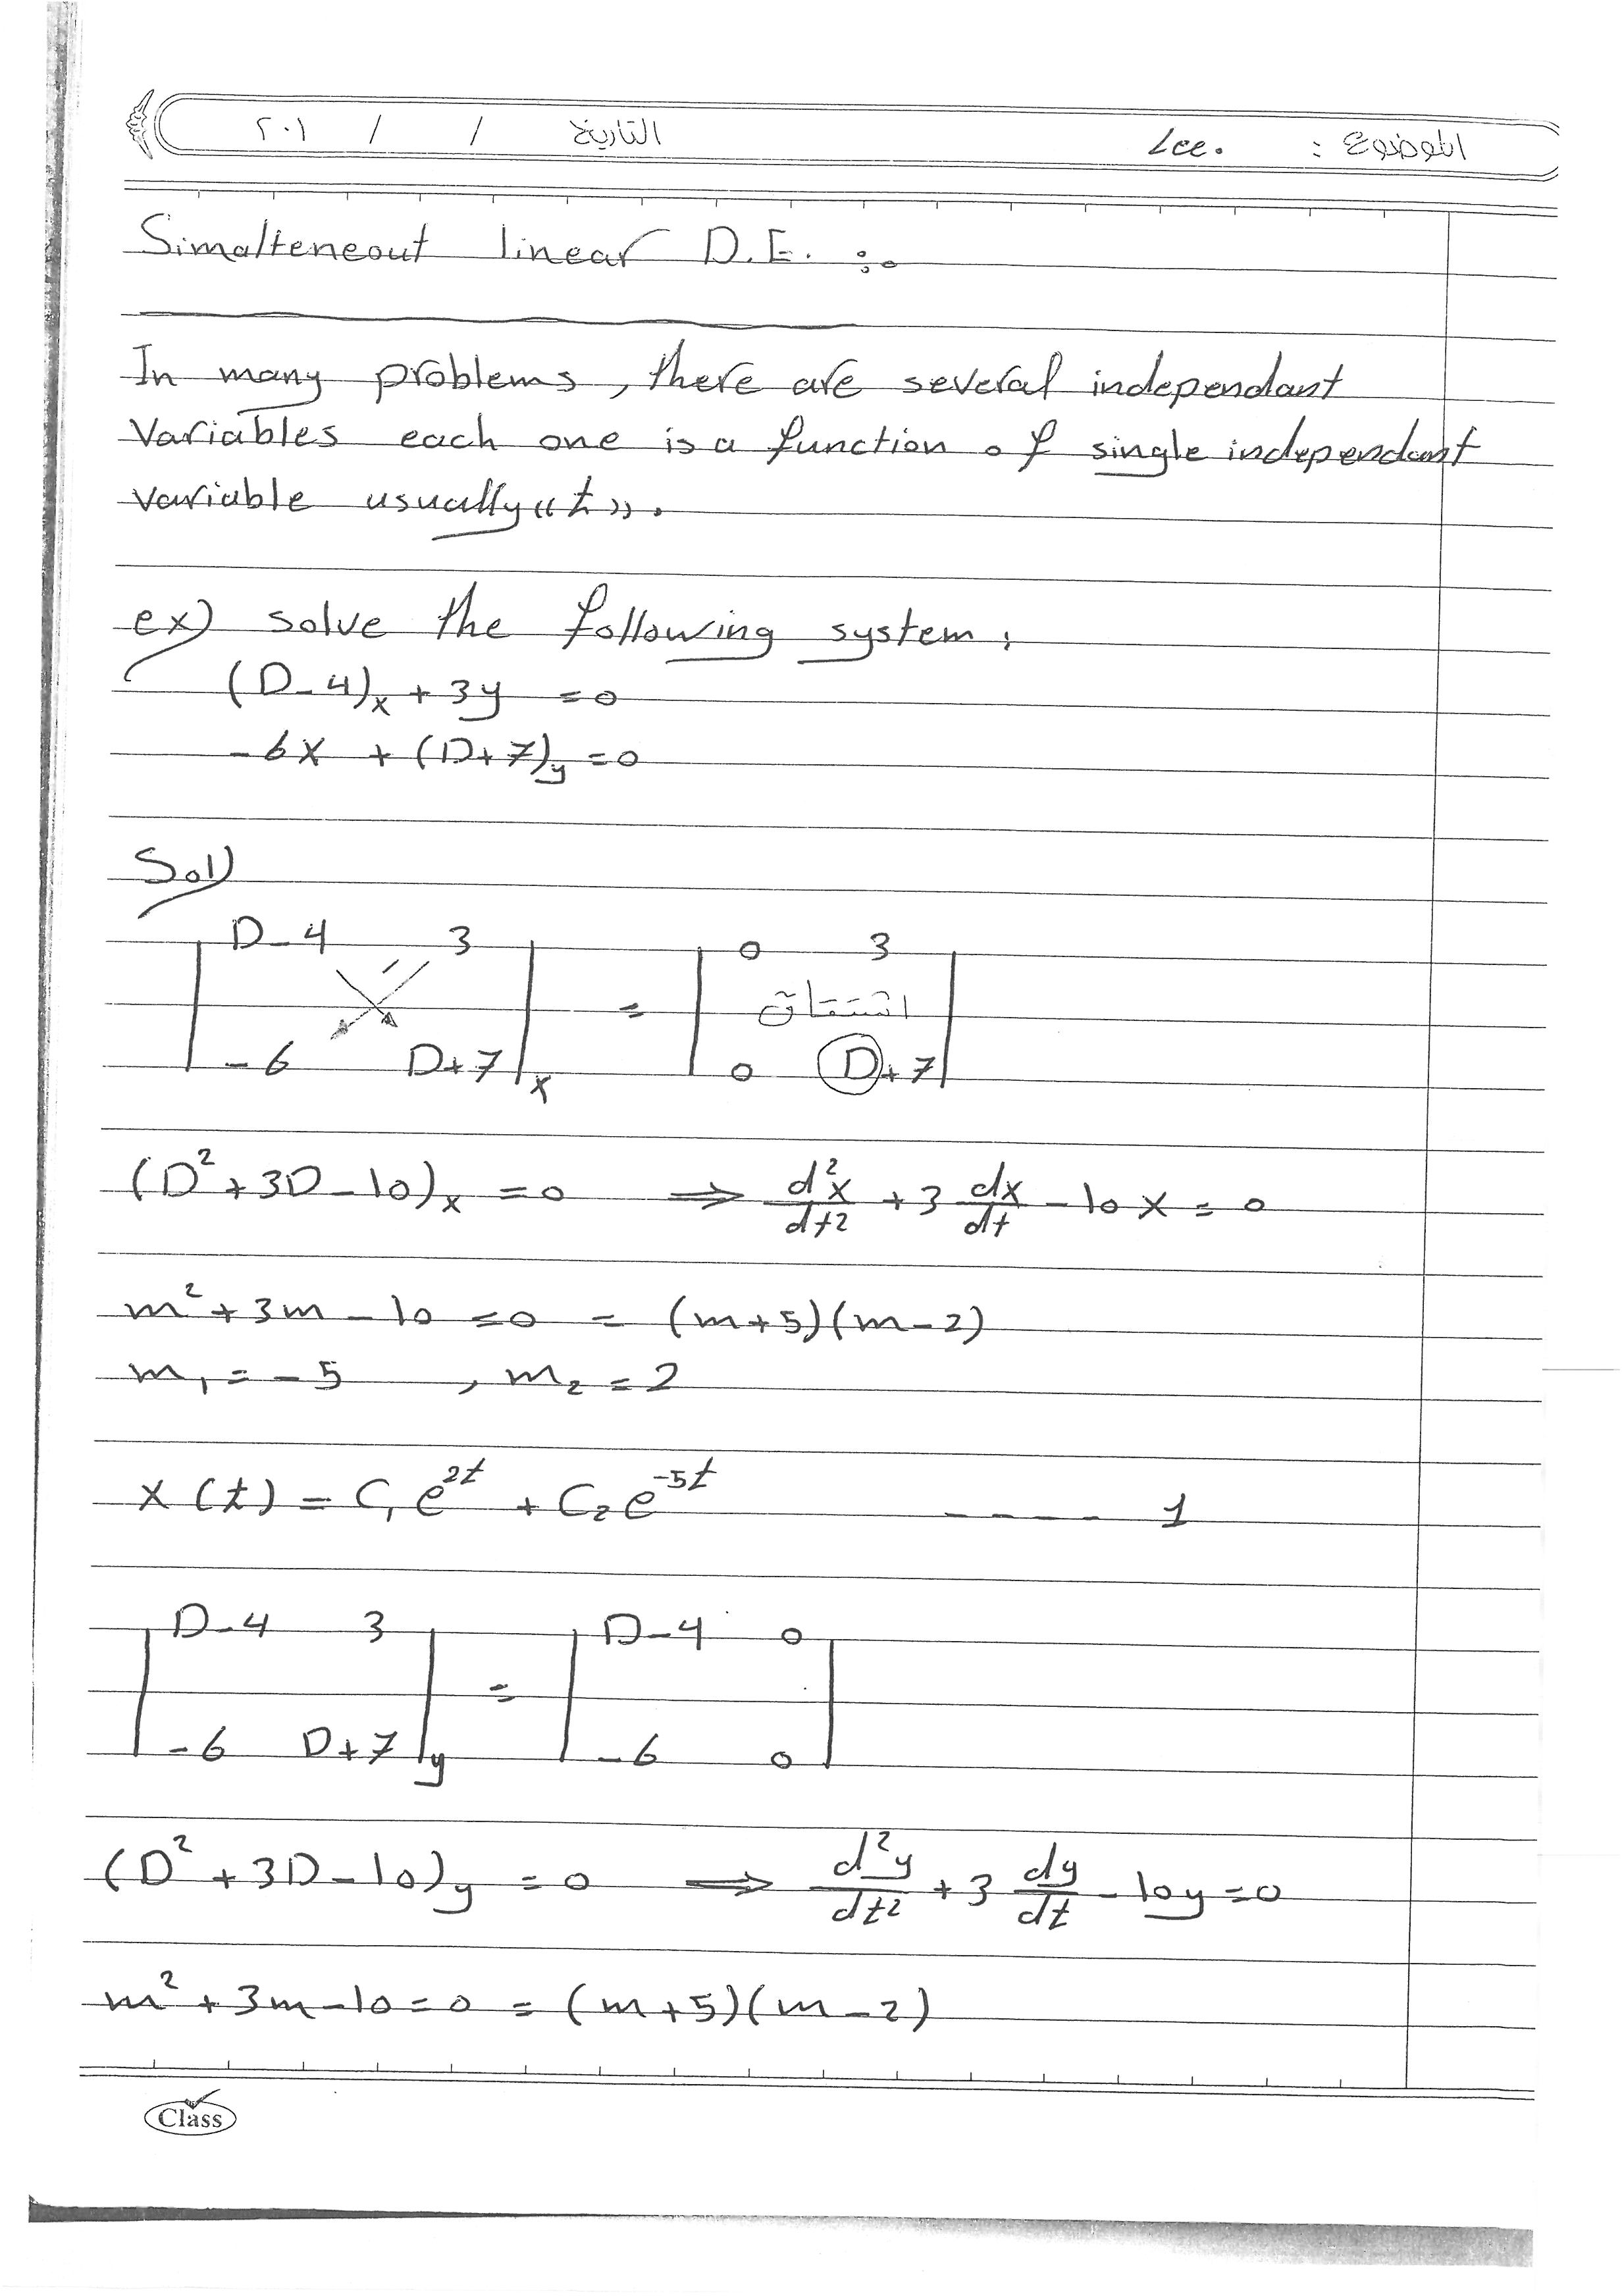 الموضوع : Lec. التاريخ / / ٢٠١
Simalteneout linear D.E. :.
In many problems, there are several independant
Variables each one is a function of single independant
variable usually «t».
ex) solve the following system:
(D-4)x + 3y = 0
-6x + (D+7)y = 0
Sol)
|D-4 3| = |0 3|
اشتقاق
|-6 D+7|x |0 D+7|
(D²+3D-10)x = 0 ⇒ d²x/dt² + 3 dx/dt - 10x = 0
m²+3m-10=0 = (m+5)(m-2)
m₁ = -5 , m₂ = 2
x(t) = C₁e^2t + C₂e^-5t ---- 1
|D-4 3| = |D-4 0|
|-6 D+7|y |-6 0|
(D²+3D-10)y = 0 ⇒ d²y/dt² + 3 dy/dt - 10y = 0
m²+3m-10=0 = (m+5)(m-2)
Class